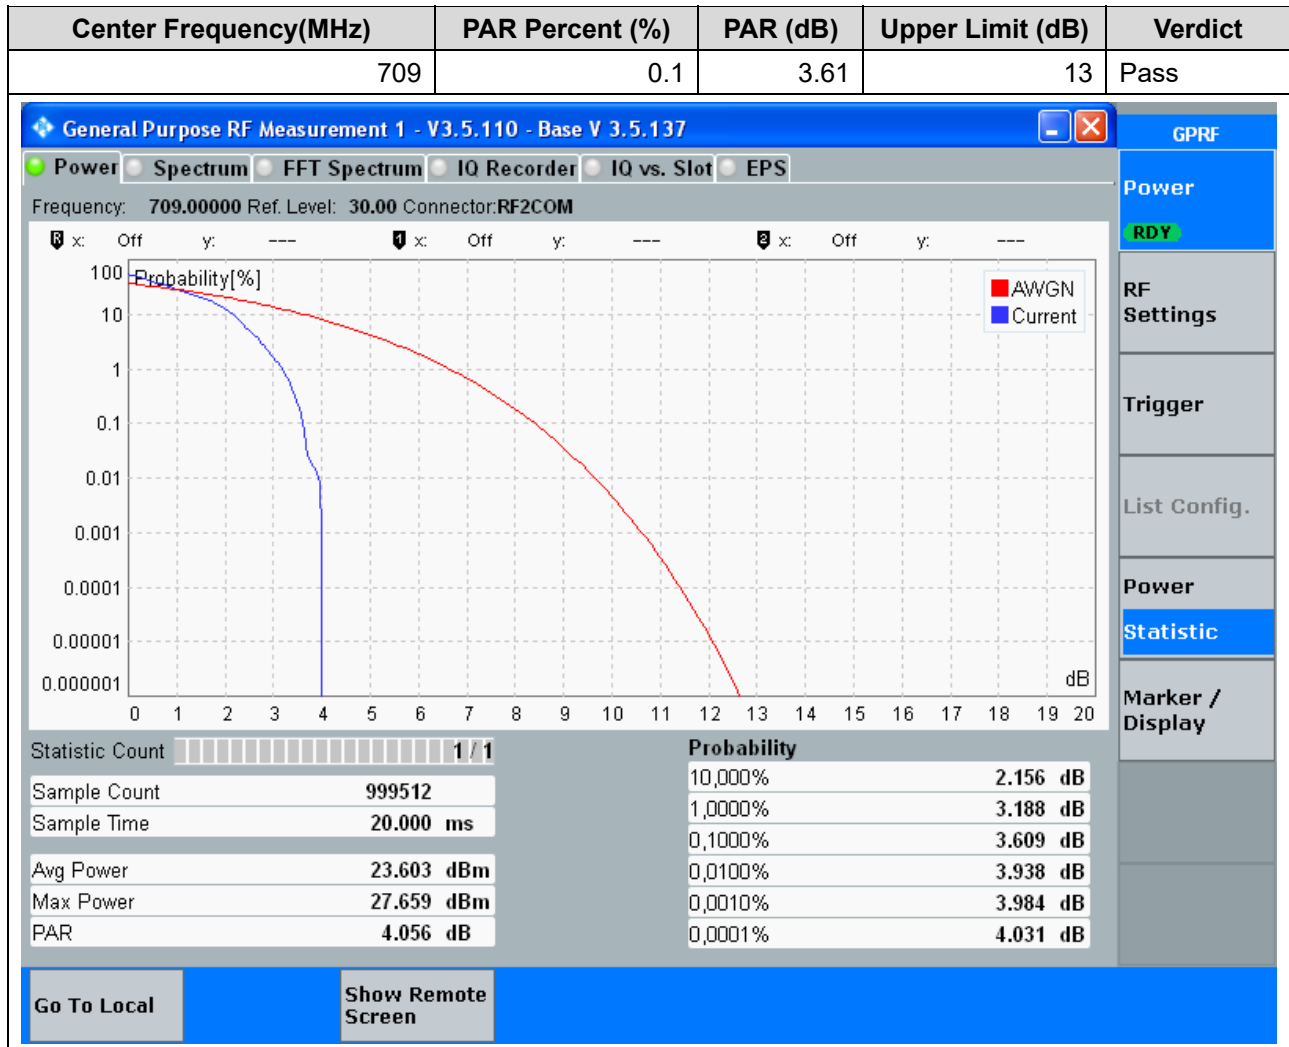 Center Frequency(MHz) PAR Percent (%) PAR (dB) Upper Limit (dB) Verdict
709 0.1 3.61 13 Pass
General Purpose RF Measurement 1 - V3.5.110 - Base V 3.5.137
GPRF
Power Spectrum FFT Spectrum IQ Recorder IQ vs. Slot EPS
Frequency: 709.00000 Ref. Level: 30.00 Connector:RF2COM
R x: Off y: --- 1 x: Off y: --- 2 x: Off y: ---
Probability[%]
AWGN
Current
100
10
1
0.1
0.01
0.001
0.0001
0.00001
0.000001
dB
0 1 2 3 4 5 6 7 8 9 10 11 12 13 14 15 16 17 18 19 20
Statistic Count 1 / 1
Sample Count 999512
Sample Time 20.000 ms
Avg Power 23.603 dBm
Max Power 27.659 dBm
PAR 4.056 dB
Probability
10,000% 2.156 dB
1,0000% 3.188 dB
0,1000% 3.609 dB
0,0100% 3.938 dB
0,0010% 3.984 dB
0,0001% 4.031 dB
Power
RDY
RF
Settings
Trigger
List Config.
Power
Statistic
Marker /
Display
Go To Local
Show Remote
Screen